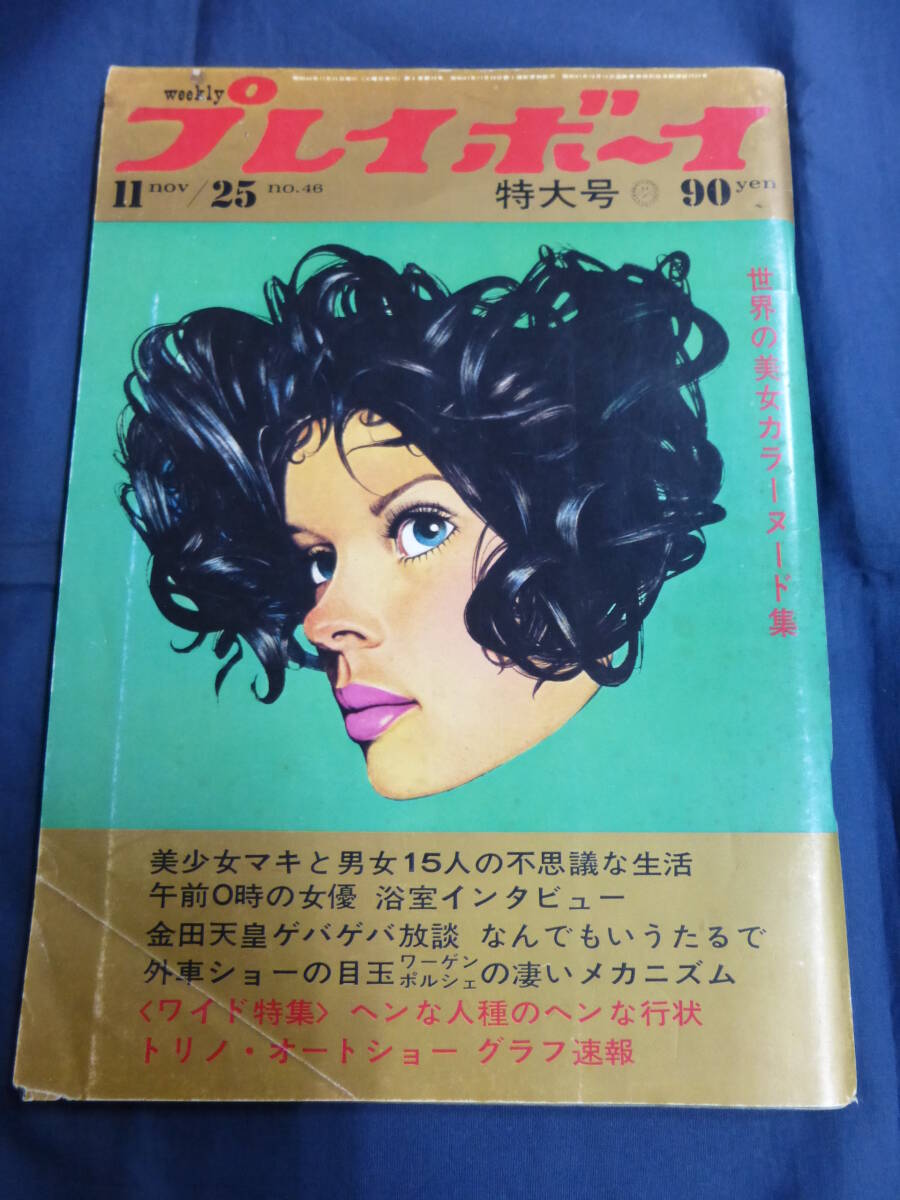 weekly
プレイボーイ
11 nov / 25 no.46 特大号 90 yen
世界の美女カラーヌード集
美少女マキと男女15人の不思議な生活
午前0時の女優 浴室インタビュー
金田天皇ゲバゲバ放談 なんでもいうたるで
外車ショーの目玉ワーゲンポルシェの凄いメカニズム
〈ワイド特集〉 ヘンな人種のヘンな行状
トリノ・オートショー グラフ速報